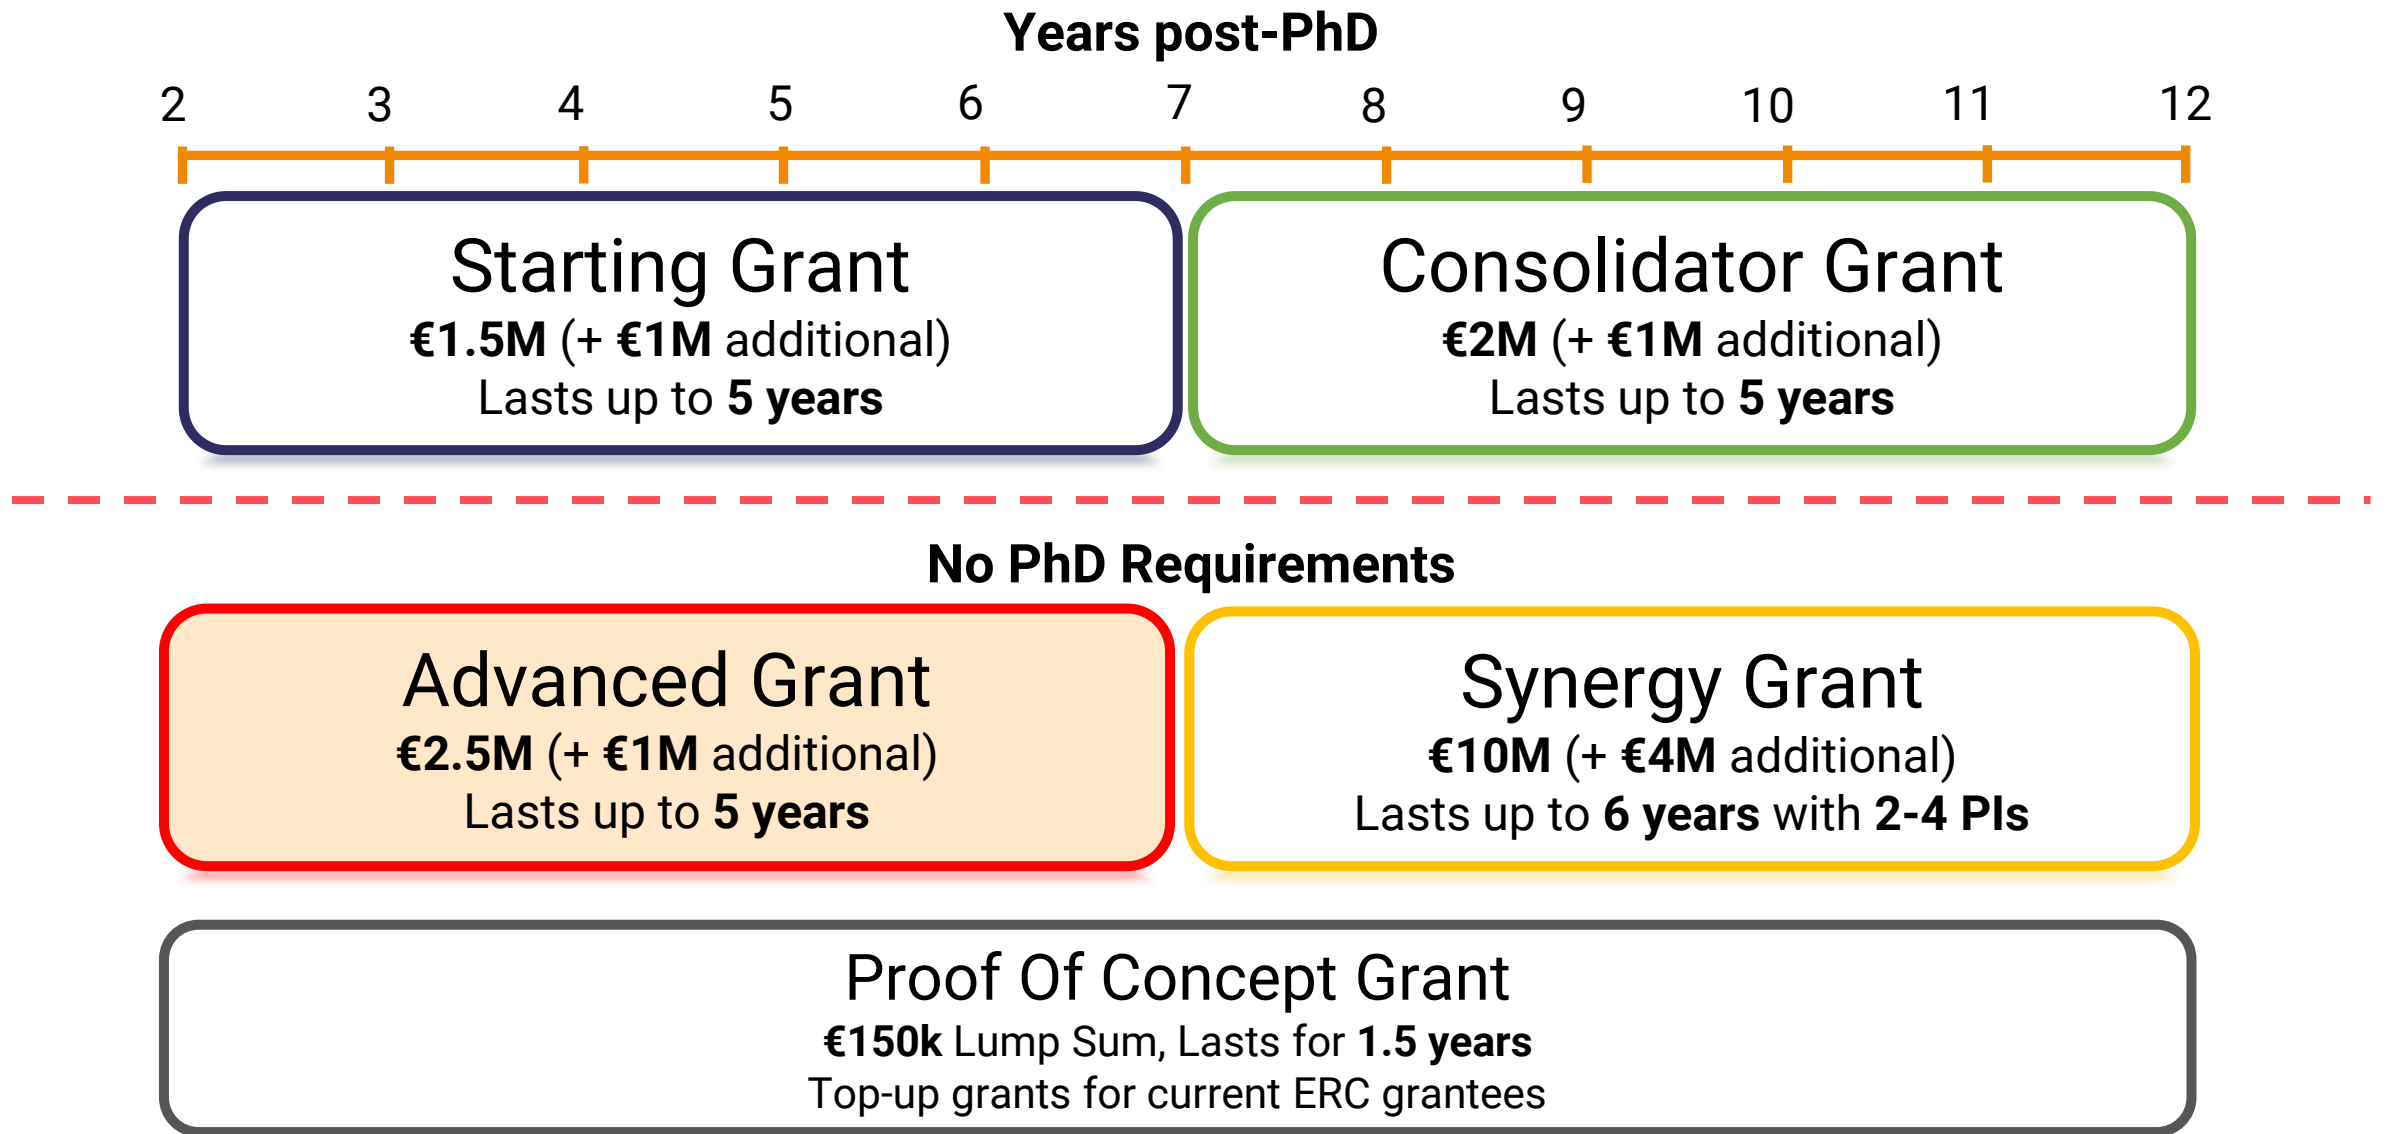 Years post-PhD
2 3 4 5 6 7 8 9 10 11 12
Starting Grant
€1.5M (+ €1M additional)
Lasts up to 5 years
Consolidator Grant
€2M (+ €1M additional)
Lasts up to 5 years
No PhD Requirements
Advanced Grant
€2.5M (+ €1M additional)
Lasts up to 5 years
Synergy Grant
€10M (+ €4M additional)
Lasts up to 6 years with 2-4 PIs
Proof Of Concept Grant
€150k Lump Sum, Lasts for 1.5 years
Top-up grants for current ERC grantees